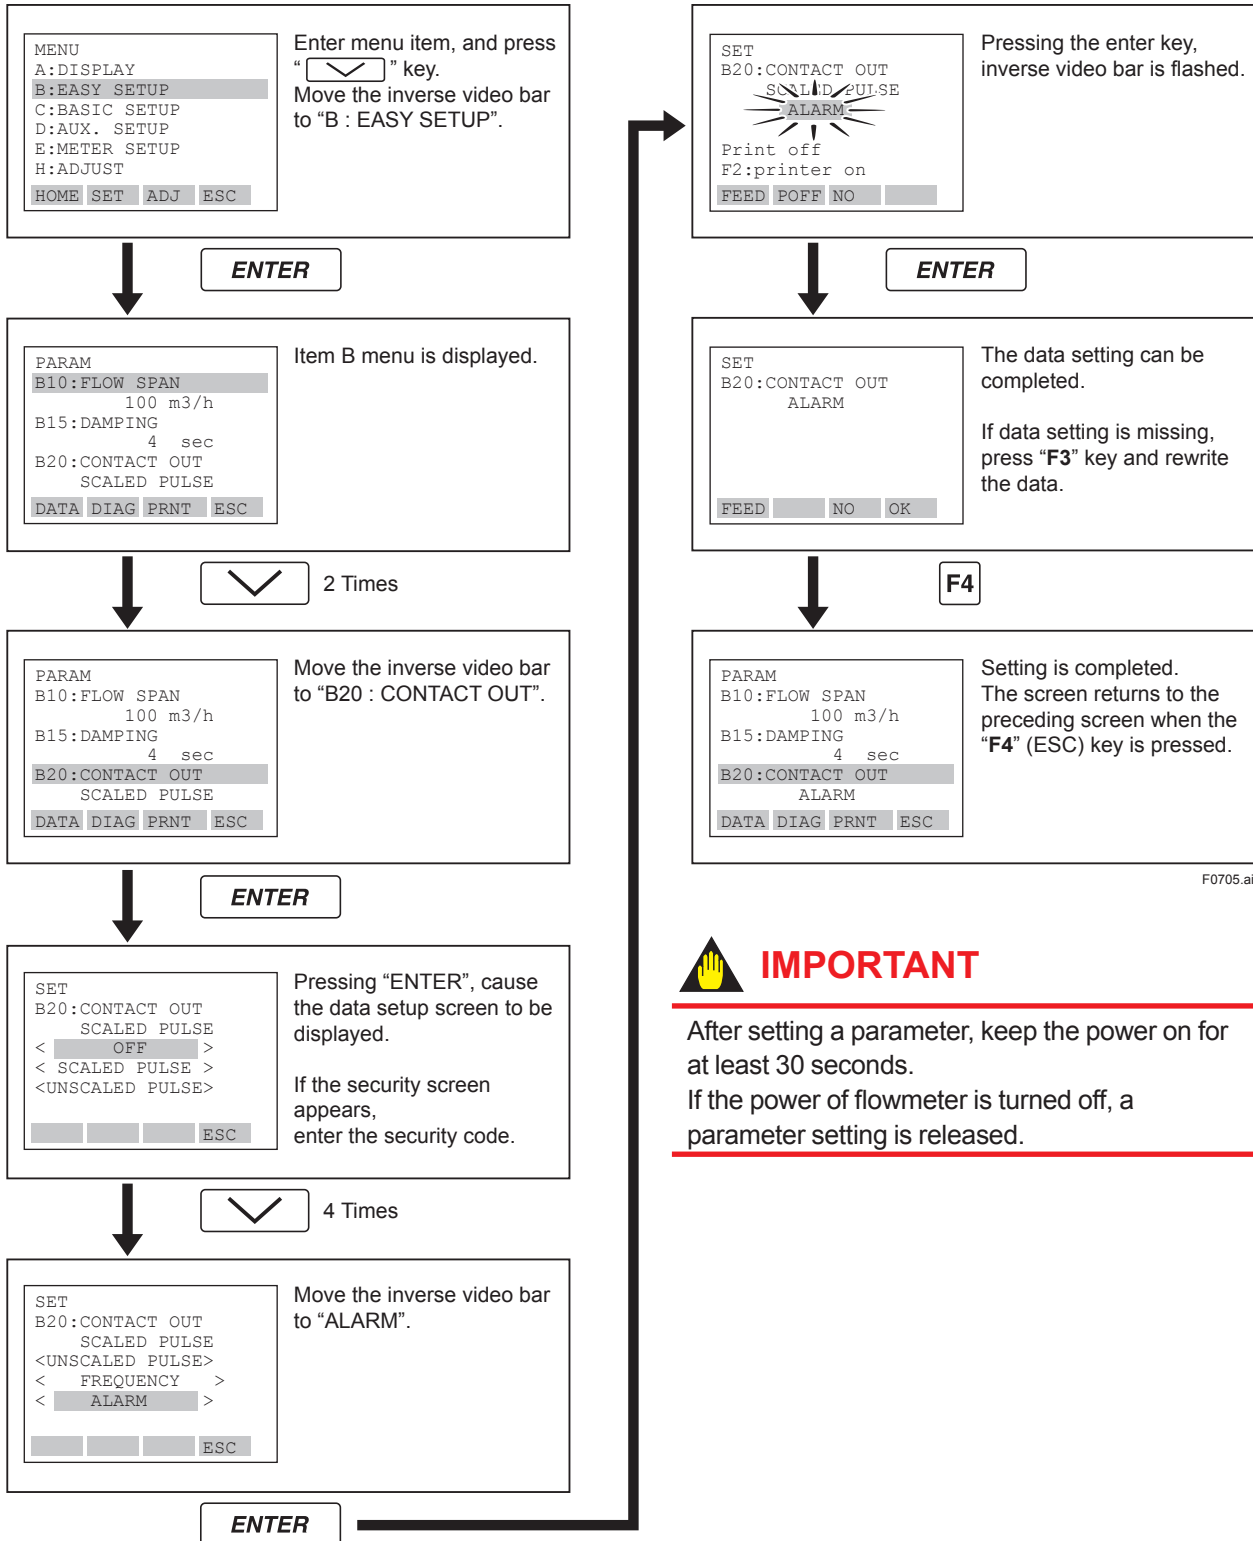 MENU
A:DISPLAY
B:EASY SETUP
C:BASIC SETUP
D:AUX. SETUP
E:METER SETUP
H:ADJUST
HOME SET ADJ ESC
Enter menu item, and press
“ ” key.
Move the inverse video bar
to “B : EASY SETUP”.
ENTER
PARAM
B10:FLOW SPAN
100 m3/h
B15:DAMPING
4 sec
B20:CONTACT OUT
SCALED PULSE
DATA DIAG PRNT ESC
Item B menu is displayed.
2 Times
PARAM
B10:FLOW SPAN
100 m3/h
B15:DAMPING
4 sec
B20:CONTACT OUT
SCALED PULSE
DATA DIAG PRNT ESC
Move the inverse video bar
to “B20 : CONTACT OUT”.
ENTER
SET
B20:CONTACT OUT
SCALED PULSE
< OFF >
< SCALED PULSE >
<UNSCALED PULSE>
ESC
Pressing “ENTER”, cause
the data setup screen to be
displayed.
If the security screen
appears,
enter the security code.
4 Times
SET
B20:CONTACT OUT
SCALED PULSE
<UNSCALED PULSE>
< FREQUENCY >
< ALARM >
ESC
Move the inverse video bar
to “ALARM”.
ENTER
SET
B20:CONTACT OUT
SCALED PULSE
ALARM
Print off
F2:printer on
FEED POFF NO
Pressing the enter key,
inverse video bar is flashed.
ENTER
SET
B20:CONTACT OUT
ALARM
FEED NO OK
The data setting can be
completed.
If data setting is missing,
press “F3” key and rewrite
the data.
F4
PARAM
B10:FLOW SPAN
100 m3/h
B15:DAMPING
4 sec
B20:CONTACT OUT
ALARM
DATA DIAG PRNT ESC
Setting is completed.
The screen returns to the
preceding screen when the
“F4” (ESC) key is pressed.
F0705.ai
IMPORTANT
After setting a parameter, keep the power on for
at least 30 seconds.
If the power of flowmeter is turned off, a
parameter setting is released.